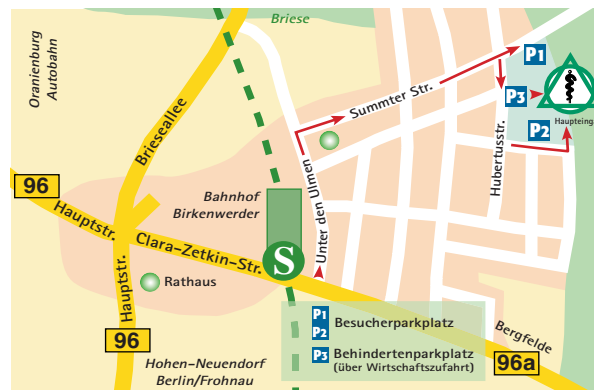 Briese
Oranienburg
Autobahn
P1
Summter Str.
P3
Haupteing
P2
Brieseallee
Hubertusstr.
Unter den Ulmen
96
Bahnhof
Birkenwerder
Hauptstr.
Clara-Zetkin-Str.
S
Rathaus
Hauptstr.
P1
P2
Besucherparkplatz
Bergfelde
96
P3
Behindertenparkplatz
(über Wirtschaftszufahrt)
96a
Hohen-Neuendorf
Berlin/Frohnau